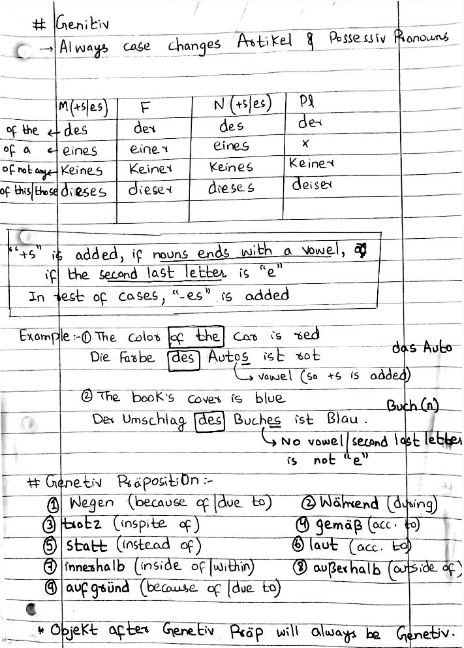 # Genitiv
→ Always case changes Artikel & Possessiv Pronouns
M(+s|es) F N (+s|es) Pl
of the ← des der des der
of a ← eines einer eines x
of not any ← Keines Keiner Keines Keiner
of this/those dieses dieser dieses deiser
"+s" is added, if nouns ends with a vowel, or
if the second last letter is "e"
In rest of cases, "-es" is added
Example:-① The color of the car is red
Die Farbe des Autos ist rot das Auto
↳ vowel (so +s is added)
② The book's cover is blue
Der Umschlag des Buches ist Blau. Buch(n)
↳ No vowel/second last letter
is not "e"
# Genetiv Präposition:-
① Wegen (because of/due to) ② Während (during)
③ trotz (inspite of) ④ gemäß (acc. to)
⑤ statt (instead of) ⑥ laut (acc. to)
⑦ innerhalb (inside of/within) ⑧ außerhalb (outside of)
⑨ aufgründ (because of/due to)
* Objekt after Genetiv Präp will always be Genetiv.